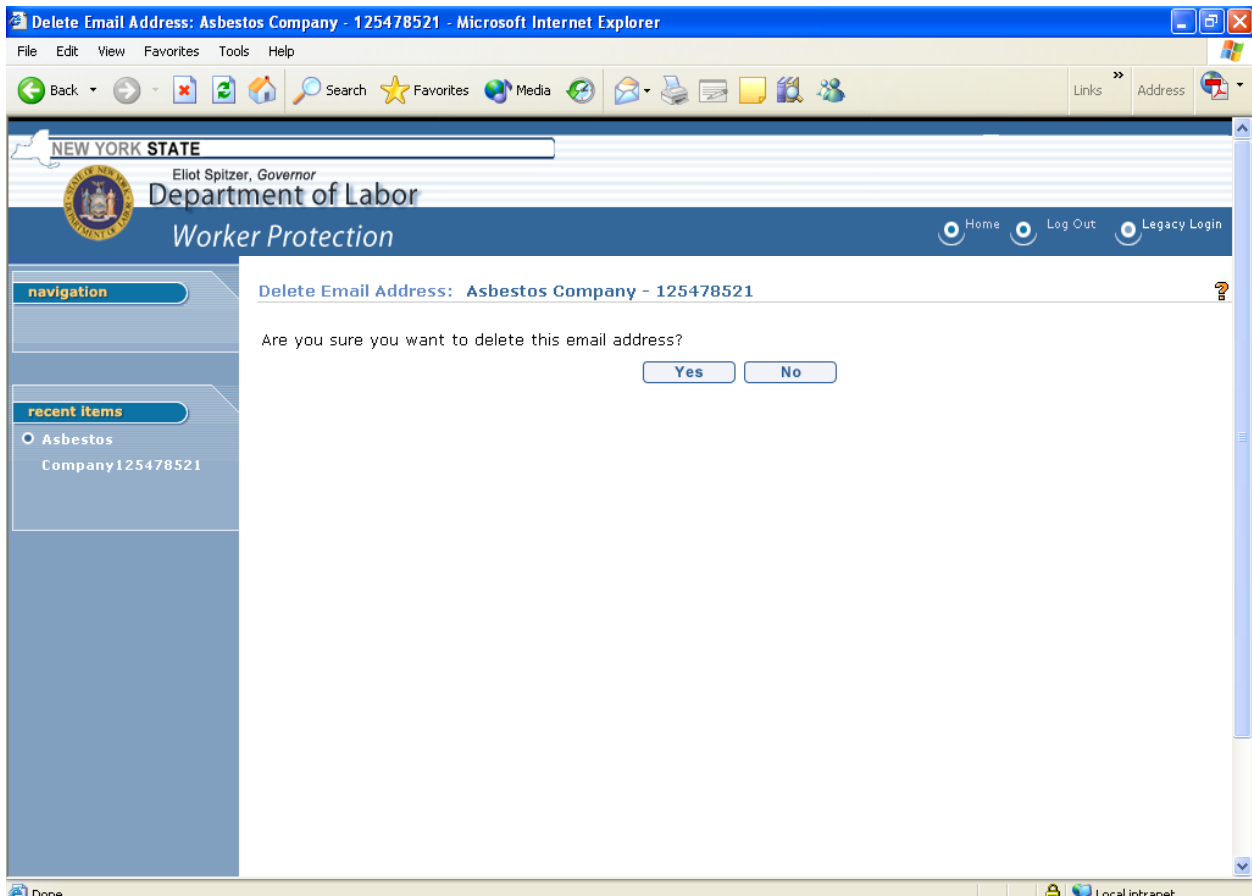 Delete Email Address: Asbestos Company - 125478521 - Microsoft Internet Explorer
File Edit View Favorites Tools Help
Back Search Favorites Media Links » Address
NEW YORK STATE
Eliot Spitzer, Governor
Department of Labor
Worker Protection
Home Log Out Legacy Login
navigation
Delete Email Address: Asbestos Company - 125478521
Are you sure you want to delete this email address?
Yes No
recent items
Asbestos
Company125478521
Done Local intranet